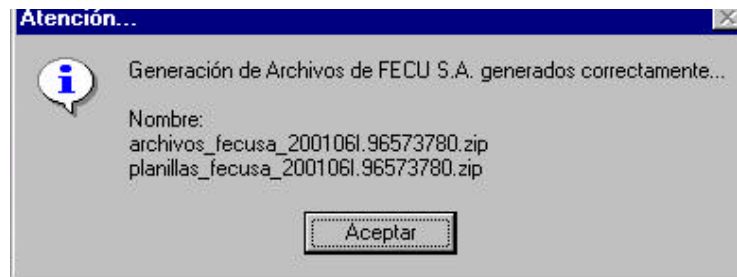 Atención...
Generación de Archivos de FECU S.A. generados correctamente...
Nombre:
archivos_fecusa_200106I.96573780.zip
planillas_fecusa_200106I.96573780.zip
Aceptar